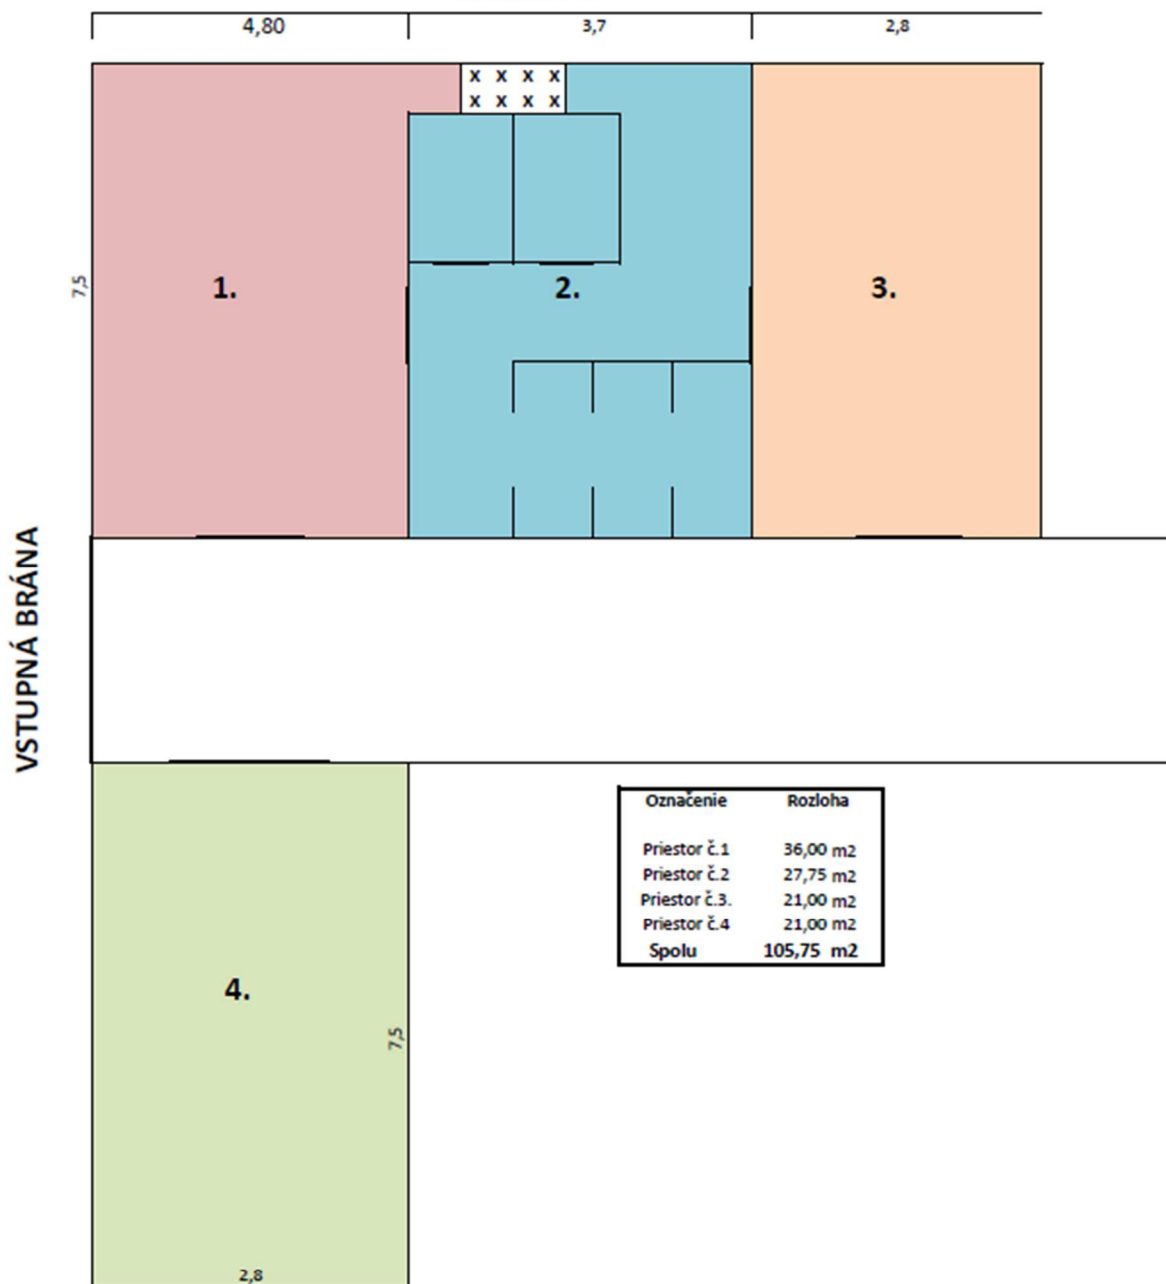 4,80 3,7 2,8
x x x x
x x x x
7,5
1. 2. 3.
VSTUPNÁ BRÁNA
Označenie Rozloha
Priestor č.1 36,00 m2
Priestor č.2 27,75 m2
Priestor č.3. 21,00 m2
Priestor č.4 21,00 m2
Spolu 105,75 m2
4.
7,5
2,8